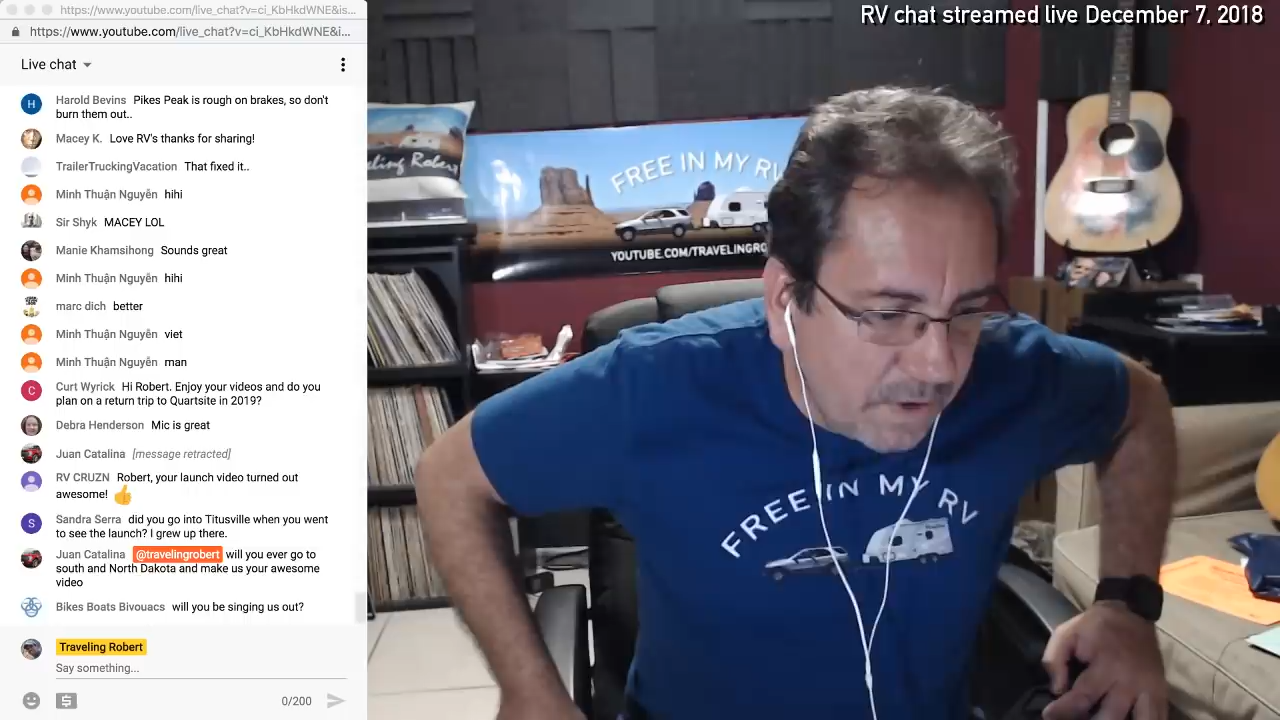 https://www.youtube.com/live_chat?v=ci_KbHkdWNE&is...
https://www.youtube.com/live_chat?v=ci_KbHkdWNE&i...
Live chat
Harold Bevins Pikes Peak is rough on brakes, so don't
burn them out..
Macey K. Love RV's thanks for sharing!
TrailerTruckingVacation That fixed it..
Minh Thuận Nguyễn hihi
Sir Shyk MACEY LOL
Manie Khamsihong Sounds great
Minh Thuận Nguyễn hihi
marc dich better
Minh Thuận Nguyễn viet
Minh Thuận Nguyễn man
Curt Wyrick Hi Robert. Enjoy your videos and do you
plan on a return trip to Quartsite in 2019?
Debra Henderson Mic is great
Juan Catalina [message retracted]
RV CRUZN Robert, your launch video turned out
awesome! 👍
Sandra Serra did you go into Titusville when you went
to see the launch? I grew up there.
Juan Catalina @travelingrobert will you ever go to
south and North Dakota and make us your awesome
video
Bikes Boats Bivouacs will you be singing us out?
Traveling Robert
Say something...
0/200
H
C
S
RV chat streamed live December 7, 2018
eling Robert
FREE IN MY RV
YOUTUBE.COM/TRAVELINGRO
FREE IN MY RV